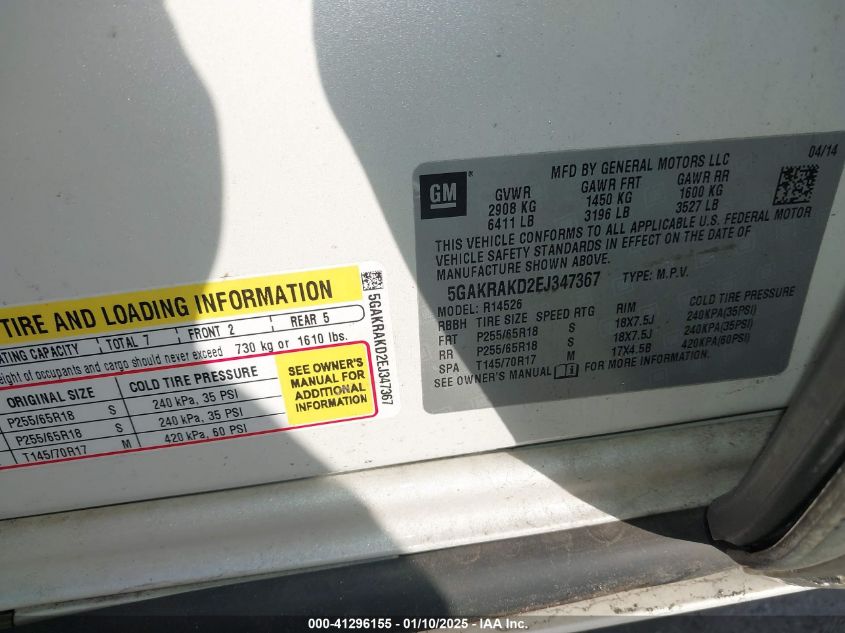 04/14
MFD BY GENERAL MOTORS LLC
GM
GVWR GAWR FRT GAWR RR
2908 KG 1450 KG 1600 KG
6411 LB 3196 LB 3527 LB
THIS VEHICLE CONFORMS TO ALL APPLICABLE U.S. FEDERAL MOTOR
VEHICLE SAFETY STANDARDS IN EFFECT ON THE DATE OF
MANUFACTURE SHOWN ABOVE.
5GAKRAKD2EJ347367 TYPE: M.P.V.
MODEL: R14526
RBBH TIRE SIZE SPEED RTG RIM COLD TIRE PRESSURE
FRT P255/65R18 S 18X7.5J 240KPA(35PSI)
RR P255/65R18 S 18X7.5J 240KPA(35PSI)
SPA T145/70R17 M 17X4.5B 420KPA(60PSI)
SEE OWNER'S MANUAL i FOR MORE INFORMATION.
TIRE AND LOADING INFORMATION
ATING CAPACITY TOTAL 7 FRONT 2 REAR 5
eight of occupants and cargo should never exceed 730 kg or 1610 lbs.
ORIGINAL SIZE COLD TIRE PRESSURE
P255/65R18 S 240 kPa, 35 PSI
P255/65R18 S 240 kPa, 35 PSI
T145/70R17 M 420 kPa, 60 PSI
SEE OWNER'S
MANUAL FOR
ADDITIONAL
INFORMATION
5GAKRAKD2EJ347367
000-41296155 - 01/10/2025 - IAA Inc.